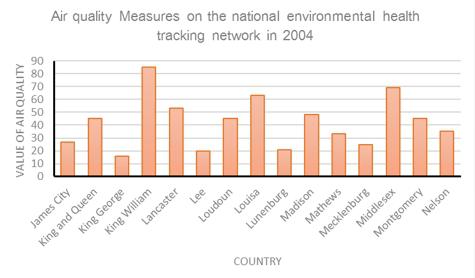 Air quality Measures on the national environmental health
tracking network in 2004
VALUE OF AIR QUALITY
90
80
70
60
50
40
30
20
10
0
James City
King and Queen
King George
King William
Lancaster
Lee
Loudoun
Louisa
Lunenburg
Madison
Mathews
Mecklenburg
Middlesex
Montgomery
Nelson
COUNTRY